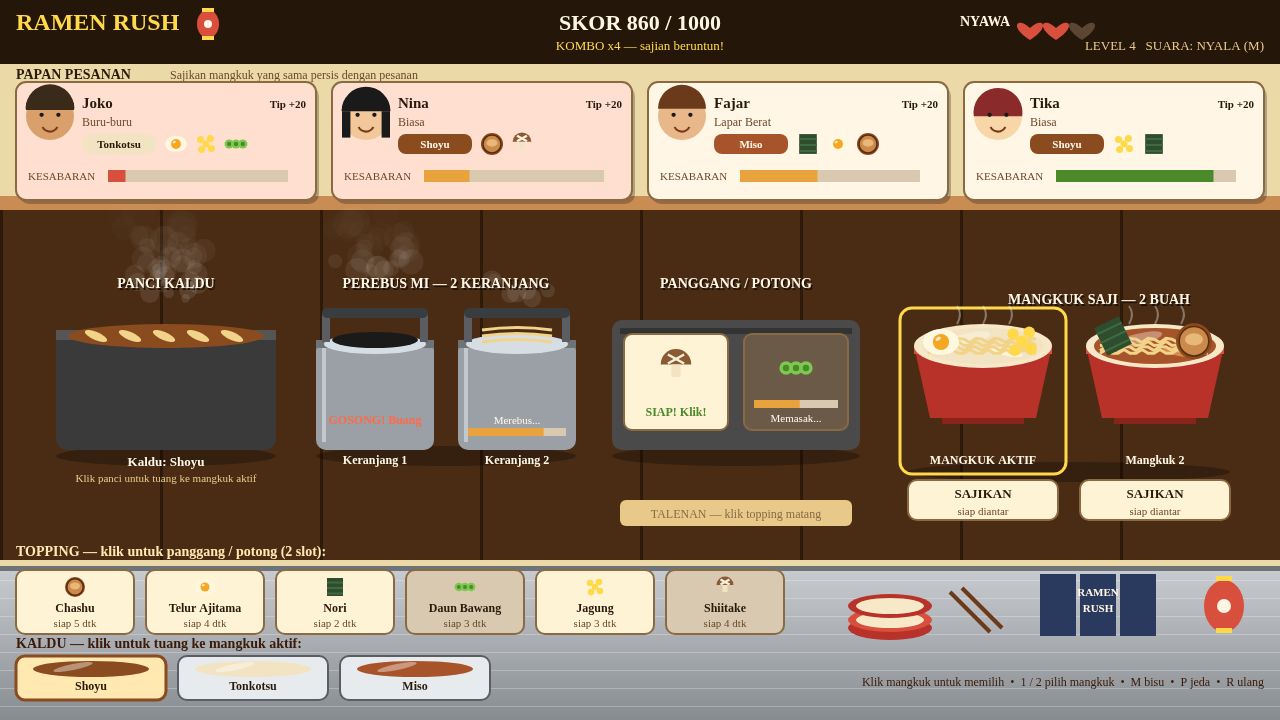 RAMEN RUSH
SKOR 860 / 1000
KOMBO x4 — sajian beruntun!
NYAWA
LEVEL 4 SUARA: NYALA (M)
PAPAN PESANAN
Sajikan mangkuk yang sama persis dengan pesanan
Joko
Tip +20
Buru-buru
Tonkotsu
KESABARAN
Nina
Tip +20
Biasa
Shoyu
KESABARAN
Fajar
Tip +20
Lapar Berat
Miso
KESABARAN
Tika
Tip +20
Biasa
Shoyu
KESABARAN
PANCI KALDU
PEREBUS MI — 2 KERANJANG
PANGGANG / POTONG
MANGKUK SAJI — 2 BUAH
GOSONG! Buang
Merebus...
SIAP! Klik!
Memasak...
Kaldu: Shoyu
Klik panci untuk tuang ke mangkuk aktif
Keranjang 1
Keranjang 2
MANGKUK AKTIF
Mangkuk 2
SAJIKAN
siap diantar
SAJIKAN
siap diantar
TALENAN — klik topping matang
TOPPING — klik untuk panggang / potong (2 slot):
Chashu
siap 5 dtk
Telur Ajitama
siap 4 dtk
Nori
siap 2 dtk
Daun Bawang
siap 3 dtk
Jagung
siap 3 dtk
Shiitake
siap 4 dtk
RAMEN
RUSH
KALDU — klik untuk tuang ke mangkuk aktif:
Shoyu
Tonkotsu
Miso
Klik mangkuk untuk memilih • 1 / 2 pilih mangkuk • M bisu • P jeda • R ulang